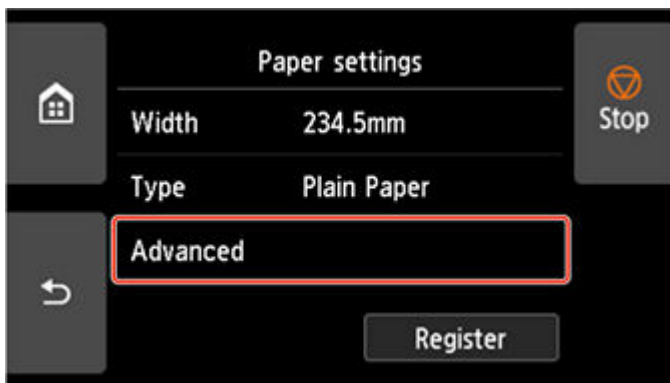 Paper settings
Stop
Width 234.5mm
Type Plain Paper
Advanced
Register